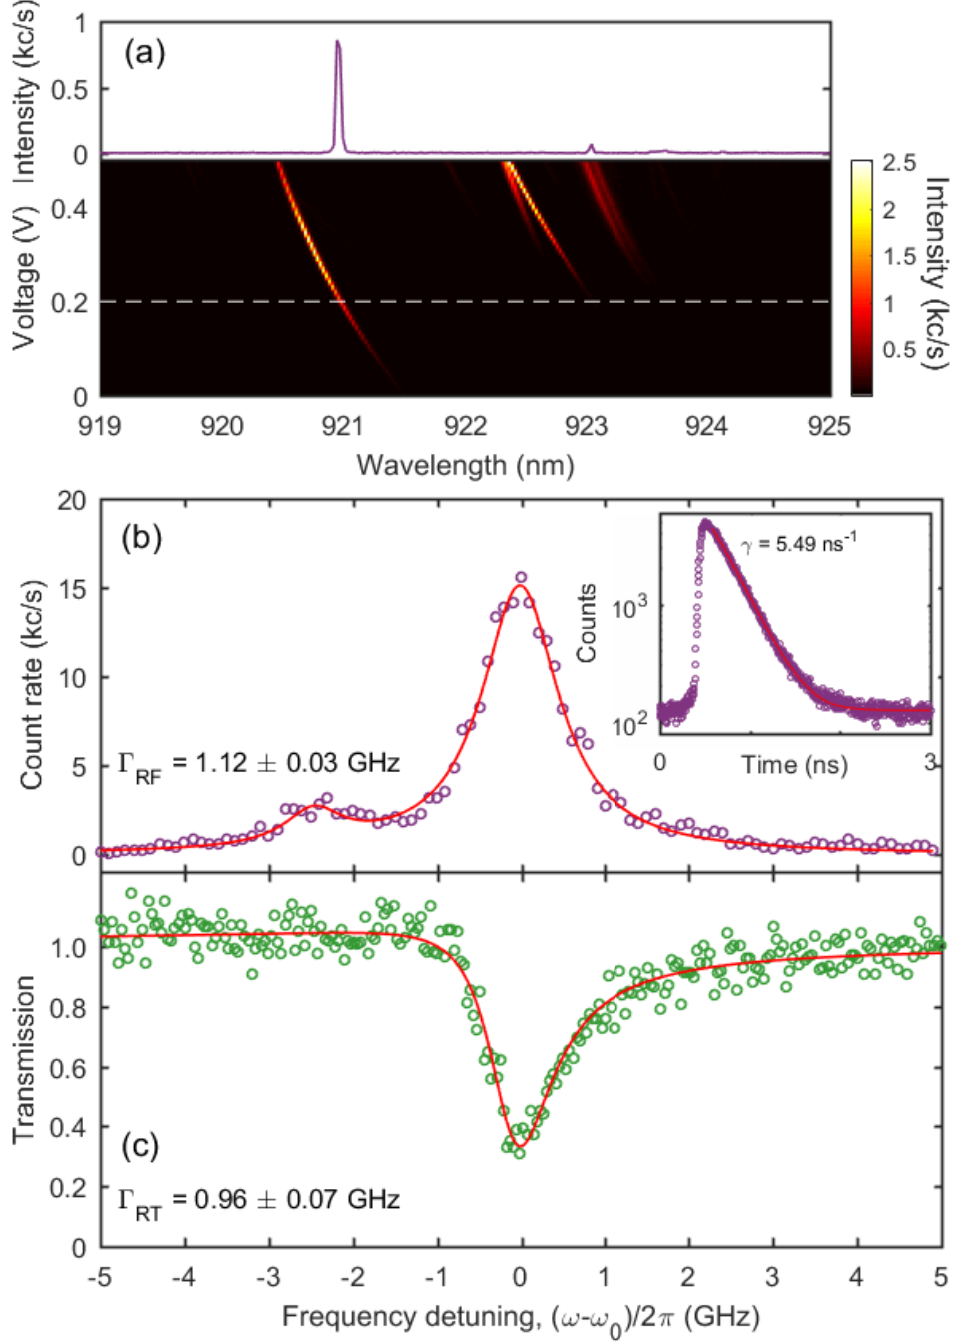 1
(a)
0.5
0
Intensity (kc/s)
0.4
0.2
0
Voltage (V)
2.5
2
1.5
1
0.5
Intensity (kc/s)
919 920 921 922 923 924 925
Wavelength (nm)
20
15
10
5
0
Count rate (kc/s)
(b)
Γ_RF = 1.12 ± 0.03 GHz
γ = 5.49 ns⁻¹
10³
10²
Counts
0 3
Time (ns)
1.0
0.8
0.6
0.4
0.2
0
Transmission
(c)
Γ_RT = 0.96 ± 0.07 GHz
-5 -4 -3 -2 -1 0 1 2 3 4 5
Frequency detuning, (ω-ω₀)/2π (GHz)